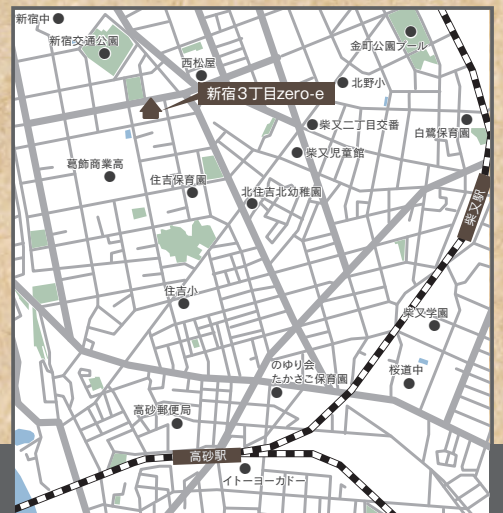 新宿中
新宿交通公園
金町公園プール
西松屋
北野小
新宿3丁目zero-e
柴又二丁目交番
白鷺保育園
柴又児童館
葛飾商業高
住吉保育園
北住吉北幼稚園
柴又駅
住吉小
柴又学園
のゆり会
たかさご保育園
桜道中
高砂郵便局
高砂駅
イトーヨーカドー